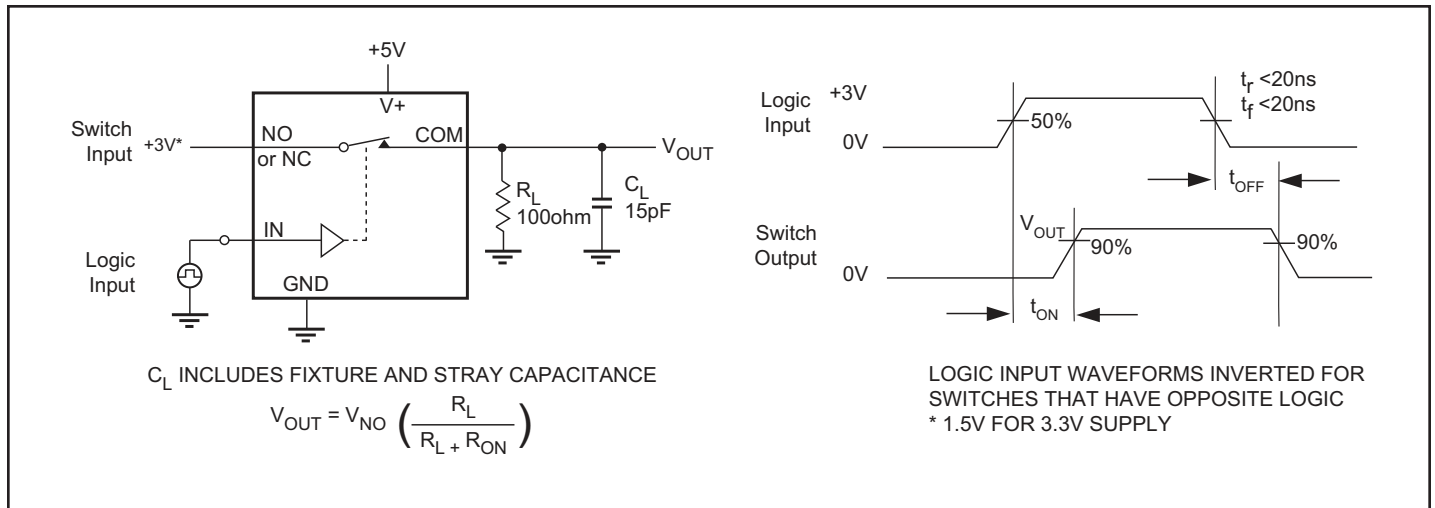 +5V
V+
Switch
Input
+3V*
NO
or NC
COM
VOUT
RL
100ohm
CL
15pF
IN
Logic
Input
GND
CL INCLUDES FIXTURE AND STRAY CAPACITANCE
VOUT = VNO ( RL
RL + RON )
Logic
Input
+3V
0V
50%
tr <20ns
tf <20ns
tOFF
Switch
Output
VOUT
0V
90%
90%
tON
LOGIC INPUT WAVEFORMS INVERTED FOR
SWITCHES THAT HAVE OPPOSITE LOGIC
* 1.5V FOR 3.3V SUPPLY